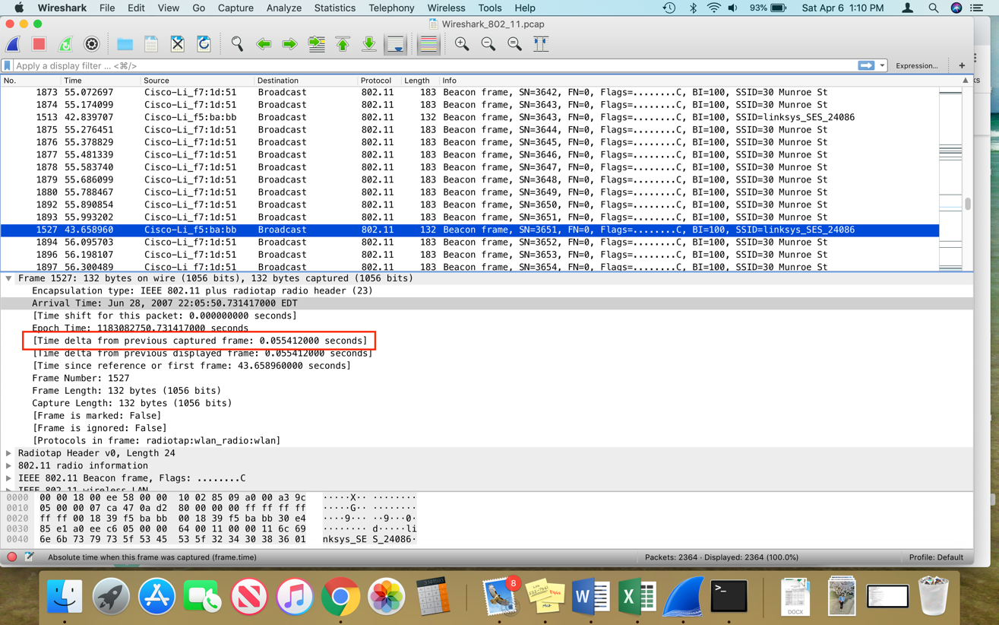 Wireshark File Edit View Go Capture Analyze Statistics Telephony Wireless Tools Help 93% Sat Apr 6 1:10 PM
Wireshark_802_11.pcap
Apply a display filter ... <⌘/> Expression... +
No. Time Source Destination Protocol Length Info
1873 55.072697 Cisco-Li_f7:1d:51 Broadcast 802.11 183 Beacon frame, SN=3642, FN=0, Flags=........C, BI=100, SSID=30 Munroe St
1874 55.174099 Cisco-Li_f7:1d:51 Broadcast 802.11 183 Beacon frame, SN=3643, FN=0, Flags=........C, BI=100, SSID=30 Munroe St
1513 42.839707 Cisco-Li_f5:ba:bb Broadcast 802.11 132 Beacon frame, SN=3643, FN=0, Flags=........C, BI=100, SSID=linksys_SES_24086
1875 55.276451 Cisco-Li_f7:1d:51 Broadcast 802.11 183 Beacon frame, SN=3644, FN=0, Flags=........C, BI=100, SSID=30 Munroe St
1876 55.378829 Cisco-Li_f7:1d:51 Broadcast 802.11 183 Beacon frame, SN=3645, FN=0, Flags=........C, BI=100, SSID=30 Munroe St
1877 55.481339 Cisco-Li_f7:1d:51 Broadcast 802.11 183 Beacon frame, SN=3646, FN=0, Flags=........C, BI=100, SSID=30 Munroe St
1878 55.583740 Cisco-Li_f7:1d:51 Broadcast 802.11 183 Beacon frame, SN=3647, FN=0, Flags=........C, BI=100, SSID=30 Munroe St
1879 55.686099 Cisco-Li_f7:1d:51 Broadcast 802.11 183 Beacon frame, SN=3648, FN=0, Flags=........C, BI=100, SSID=30 Munroe St
1880 55.788467 Cisco-Li_f7:1d:51 Broadcast 802.11 183 Beacon frame, SN=3649, FN=0, Flags=........C, BI=100, SSID=30 Munroe St
1892 55.890854 Cisco-Li_f7:1d:51 Broadcast 802.11 183 Beacon frame, SN=3650, FN=0, Flags=........C, BI=100, SSID=30 Munroe St
1893 55.993202 Cisco-Li_f7:1d:51 Broadcast 802.11 183 Beacon frame, SN=3651, FN=0, Flags=........C, BI=100, SSID=30 Munroe St
1527 43.658960 Cisco-Li_f5:ba:bb Broadcast 802.11 132 Beacon frame, SN=3651, FN=0, Flags=........C, BI=100, SSID=linksys_SES_24086
1894 56.095703 Cisco-Li_f7:1d:51 Broadcast 802.11 183 Beacon frame, SN=3652, FN=0, Flags=........C, BI=100, SSID=30 Munroe St
1896 56.198107 Cisco-Li_f7:1d:51 Broadcast 802.11 183 Beacon frame, SN=3653, FN=0, Flags=........C, BI=100, SSID=30 Munroe St
1897 56.300489 Cisco-Li_f7:1d:51 Broadcast 802.11 183 Beacon frame, SN=3654, FN=0, Flags=........C, BI=100, SSID=30 Munroe St
Frame 1527: 132 bytes on wire (1056 bits), 132 bytes captured (1056 bits)
Encapsulation type: IEEE 802.11 plus radiotap radio header (23)
Arrival Time: Jun 28, 2007 22:05:50.731417000 EDT
[Time shift for this packet: 0.000000000 seconds]
Epoch Time: 1183082750.731417000 seconds
[Time delta from previous captured frame: 0.055412000 seconds]
[Time delta from previous displayed frame: 0.055412000 seconds]
[Time since reference or first frame: 43.658960000 seconds]
Frame Number: 1527
Frame Length: 132 bytes (1056 bits)
Capture Length: 132 bytes (1056 bits)
[Frame is marked: False]
[Frame is ignored: False]
[Protocols in frame: radiotap:wlan_radio:wlan]
Radiotap Header v0, Length 24
802.11 radio information
IEEE 802.11 Beacon frame, Flags: ........C
IEEE 802.11 wireless LAN
0000 00 00 18 00 ee 58 00 00 10 02 85 09 a0 00 a3 9c ·····X·· ········
0010 05 00 00 07 ca 47 0a d2 80 00 00 00 ff ff ff ff ·····G·· ········
0020 ff ff 00 18 39 f5 ba bb 00 18 39 f5 ba bb 30 e4 ····9··· ··9···0·
0030 85 e1 a0 ee c6 05 00 00 64 00 11 00 00 11 6c 69 ········ d·····li
0040 6e 6b 73 79 73 5f 53 45 53 5f 32 34 30 38 36 01 nksys_SE S_24086·
Absolute time when this frame was captured (frame.time) Packets: 2364 · Displayed: 2364 (100.0%) Profile: Default
8
W X >_ DOCX